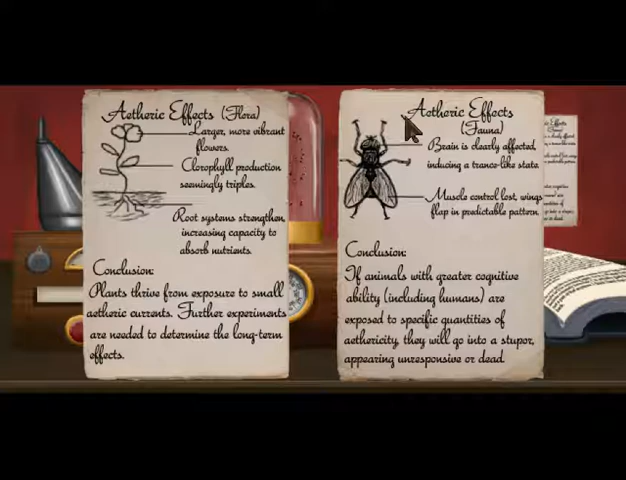 Aetheric Effects (Flora)
Larger, more vibrant
flowers.
Clorophyll production
seemingly triples.
Root systems strengthen,
increasing capacity to
absorb nutrients.
Conclusion:
Plants thrive from exposure to small
aetheric currents. Further experiments
are needed to determine the long-term
effects.
Aetheric Effects
(Fauna)
Brain is clearly affected,
inducing a trance-like state.
Muscle control lost, wings
flap in predictable pattern.
Conclusion:
If animals with greater cognitive
ability (including humans) are
exposed to specific quantities of
aethericity, they will go into a stupor,
appearing unresponsive or dead.